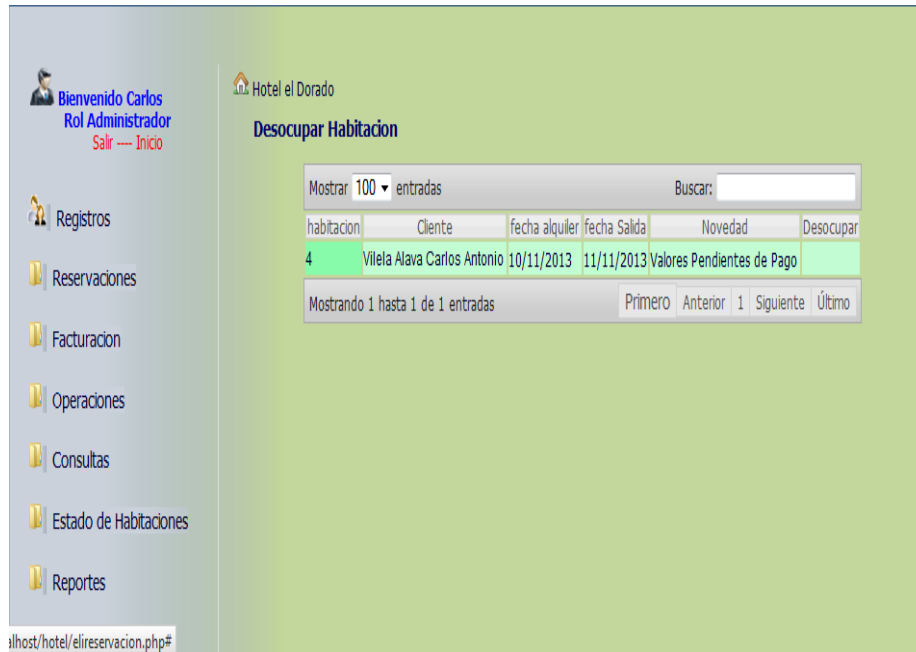 Bienvenido Carlos
Rol Administrador
Salir ---- Inicio
Registros
Reservaciones
Facturacion
Operaciones
Consultas
Estado de Habitaciones
Reportes
Hotel el Dorado
Desocupar Habitacion
Mostrar 100 entradas Buscar:
habitacion Cliente fecha alquiler fecha Salida Novedad Desocupar
4 Vilela Alava Carlos Antonio 10/11/2013 11/11/2013 Valores Pendientes de Pago
Mostrando 1 hasta 1 de 1 entradas Primero Anterior 1 Siguiente Último
alhost/hotel/elireservacion.php#